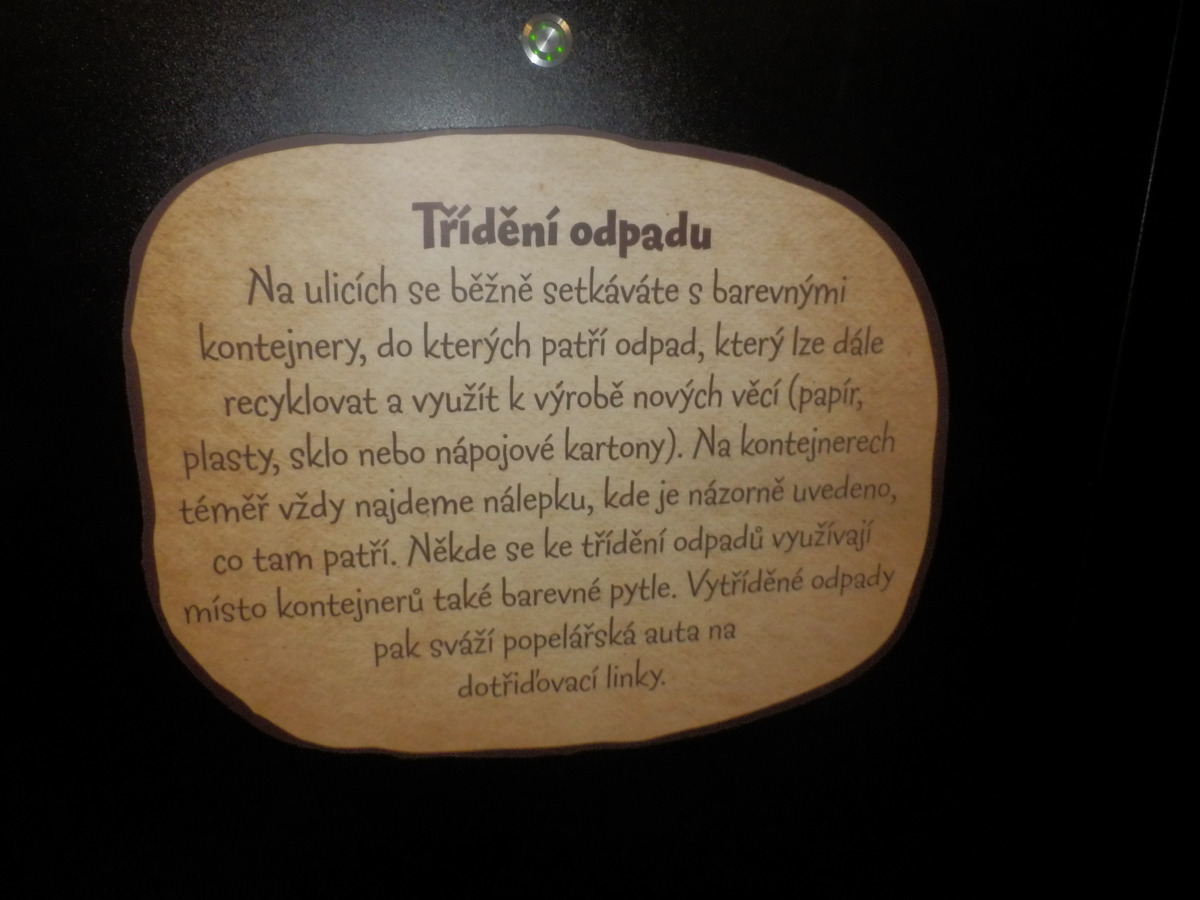 Třídění odpadu
Na ulicích se běžně setkáváte s barevnými
kontejnery, do kterých patří odpad, který lze dále
recyklovat a využít k výrobě nových věcí (papír,
plasty, sklo nebo nápojové kartony). Na kontejnerech
téměř vždy najdeme nálepku, kde je názorně uvedeno,
co tam patří. Někde se ke třídění odpadů využívají
místo kontejnerů také barevné pytle. Vytříděné odpady
pak sváží popelářská auta na
dotřiďovací linky.